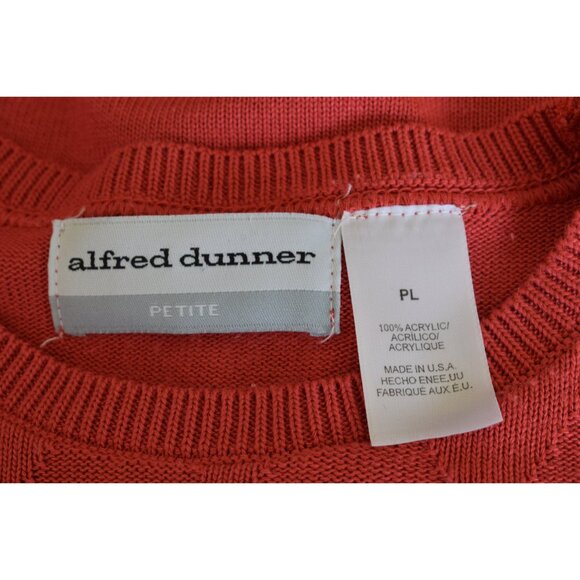 alfred dunner
PETITE
PL
100% ACRYLIC/
ACRILICO/
ACRYLIQUE
MADE IN U.S.A.
HECHO ENEE,UU
FABRIQUE AUX E.U.